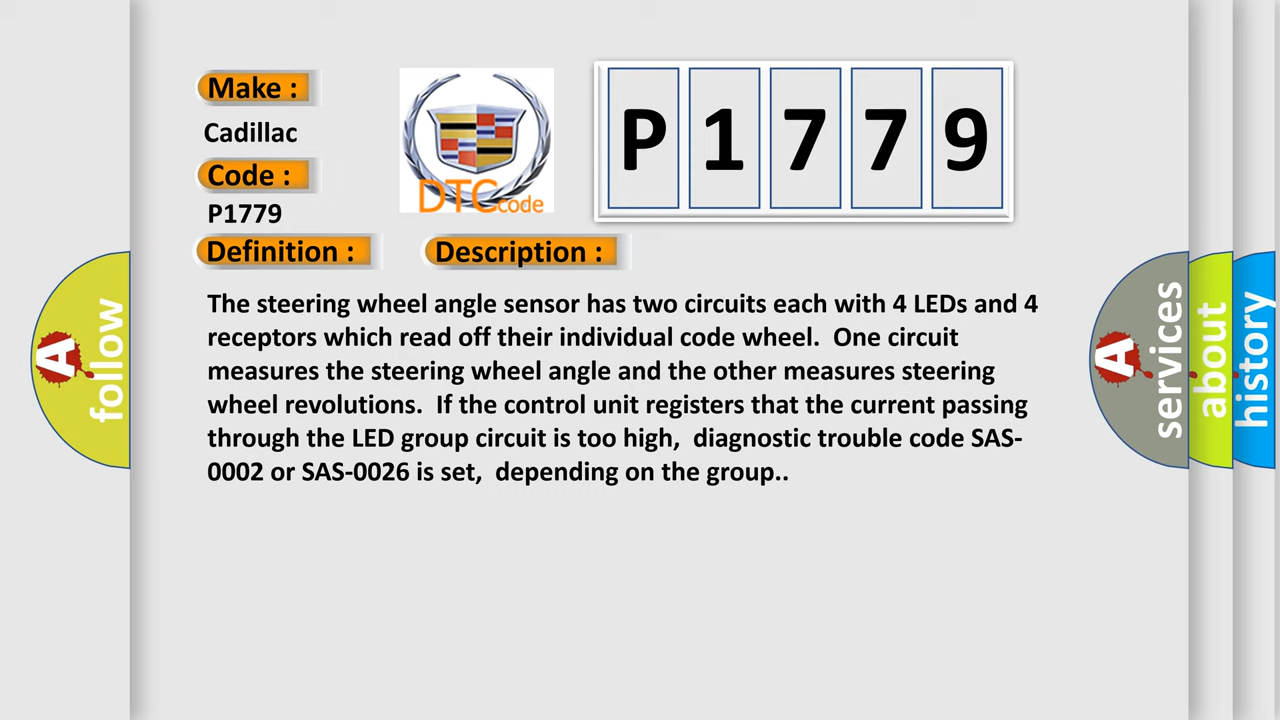 Make :
Cadillac
Code :
P1779
DTCcode
P1779
Definition :
Description :
The steering wheel angle sensor has two circuits each with 4 LEDs and 4
receptors which read off their individual code wheel. One circuit
measures the steering wheel angle and the other measures steering
wheel revolutions. If the control unit registers that the current passing
through the LED group circuit is too high, diagnostic trouble code SAS-
0002 or SAS-0026 is set, depending on the group..
A follow
A services
about
history